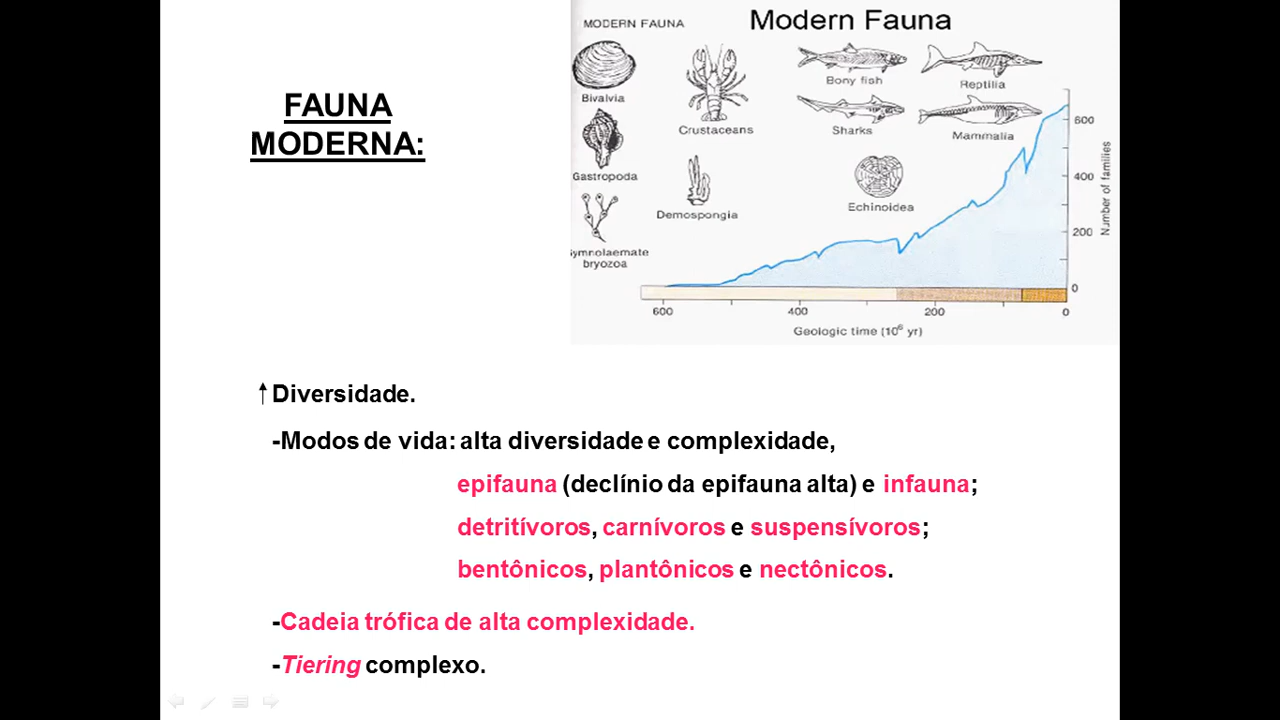 FAUNA
MODERNA:
MODERN FAUNA
Modern Fauna
Bivalvia
Crustaceans
Bony fish
Reptilia
Sharks
Mammalia
Gastropoda
Demospongia
Echinoidea
Gymnolaemate
bryozoa
Number of families
600
400
200
0
600
400
200
0
Geologic time (10⁶ yr)
↑Diversidade.
-Modos de vida: alta diversidade e complexidade,
epifauna (declínio da epifauna alta) e infauna;
detritívoros, carnívoros e suspensívoros;
bentônicos, plantônicos e nectônicos.
-Cadeia trófica de alta complexidade.
-Tiering complexo.